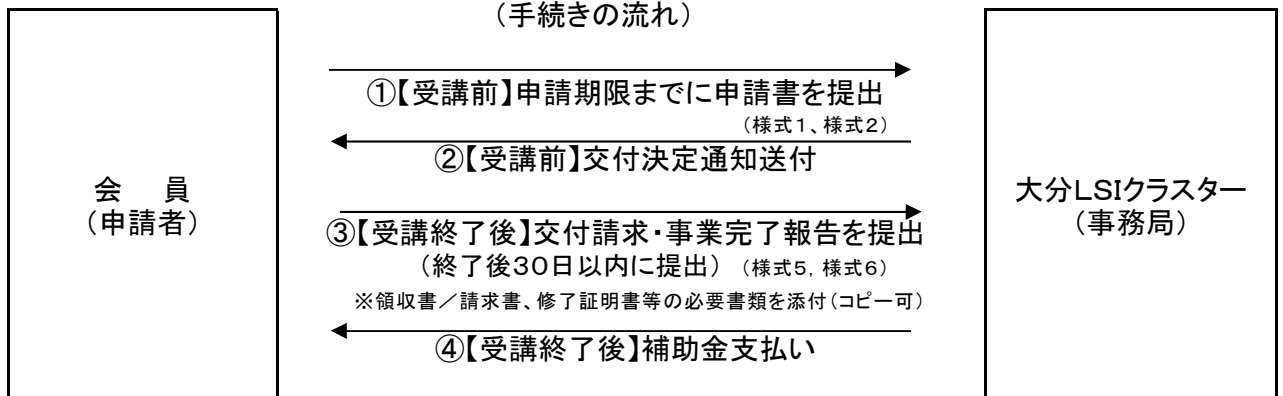 （手続きの流れ）
①【受講前】申請期限までに申請書を提出
（様式１、様式２）
②【受講前】交付決定通知送付
会　員
（申請者）
大分LSIクラスター
（事務局）
③【受講終了後】交付請求・事業完了報告を提出
（終了後３０日以内に提出）（様式５，様式６）
※領収書／請求書、修了証明書等の必要書類を添付（コピー可）
④【受講終了後】補助金支払い